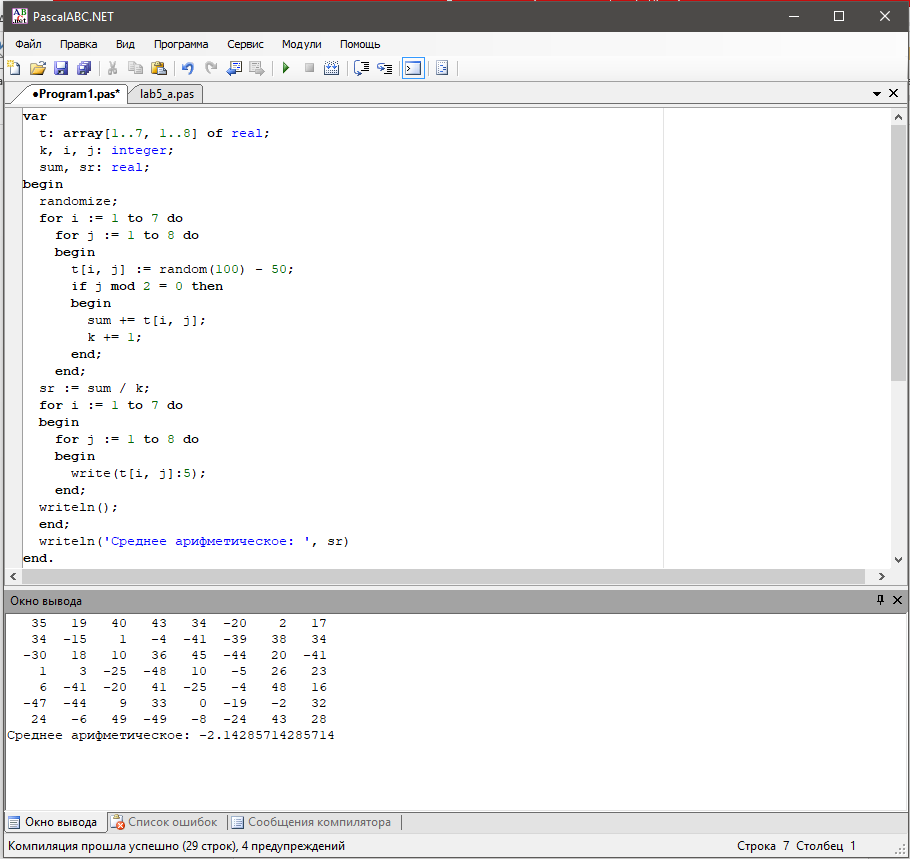 PascalABC.NET
Файл Правка Вид Программа Сервис Модули Помощь
•Program1.pas* lab5_a.pas
var
t: array[1..7, 1..8] of real;
k, i, j: integer;
sum, sr: real;
begin
randomize;
for i := 1 to 7 do
for j := 1 to 8 do
begin
t[i, j] := random(100) - 50;
if j mod 2 = 0 then
begin
sum += t[i, j];
k += 1;
end;
end;
sr := sum / k;
for i := 1 to 7 do
begin
for j := 1 to 8 do
begin
write(t[i, j]:5);
end;
writeln();
end;
writeln('Среднее арифметическое: ', sr)
end.
Окно вывода
35 19 40 43 34 -20 2 17
34 -15 1 -4 -41 -39 38 34
-30 18 10 36 45 -44 20 -41
1 3 -25 -48 10 -5 26 23
6 -41 -20 41 -25 -4 48 16
-47 -44 9 33 0 -19 -2 32
24 -6 49 -49 -8 -24 43 28
Среднее арифметическое: -2.14285714285714
Окно вывода Список ошибок Сообщения компилятора
Компиляция прошла успешно (29 строк), 4 предупреждений Строка 7 Столбец 1